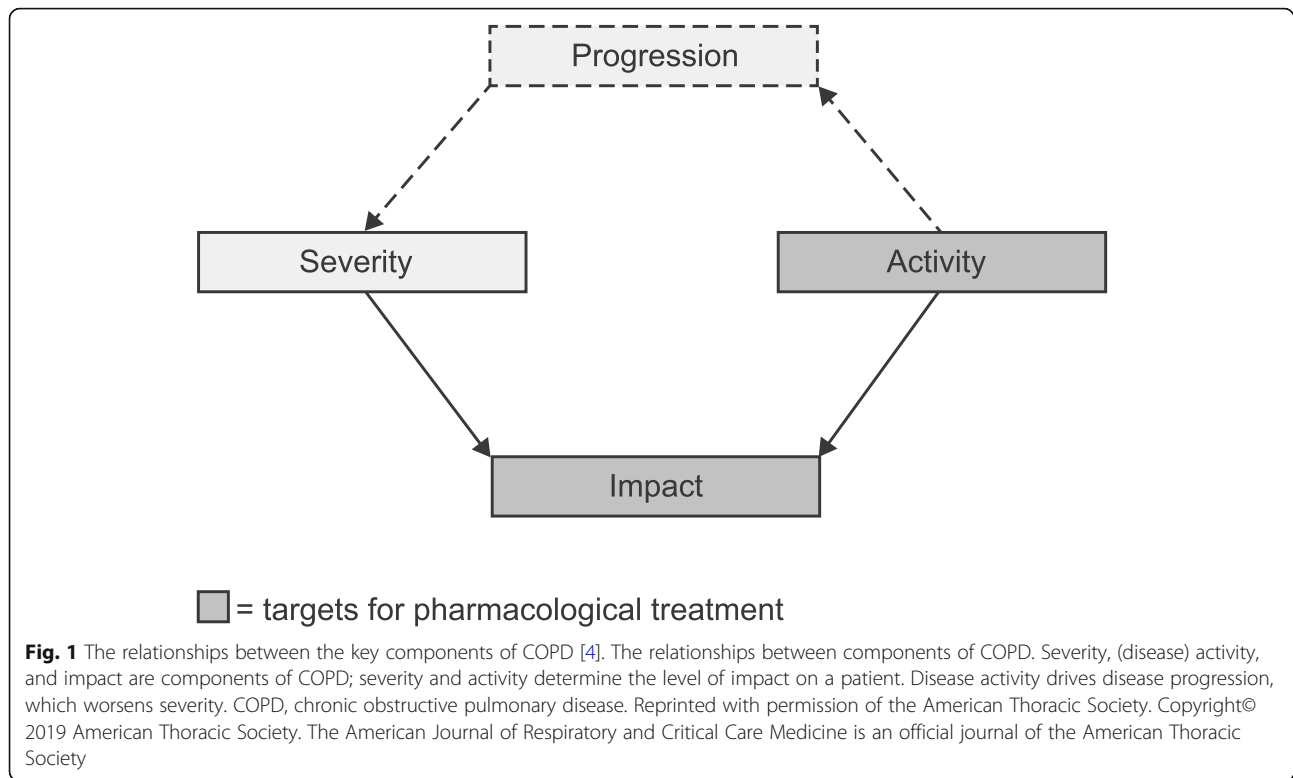 Progression
Severity
Activity
Impact
= targets for pharmacological treatment
Fig. 1 The relationships between the key components of COPD [4]. The relationships between components of COPD. Severity, (disease) activity,
and impact are components of COPD; severity and activity determine the level of impact on a patient. Disease activity drives disease progression,
which worsens severity. COPD, chronic obstructive pulmonary disease. Reprinted with permission of the American Thoracic Society. Copyright©
2019 American Thoracic Society. The American Journal of Respiratory and Critical Care Medicine is an official journal of the American Thoracic
Society